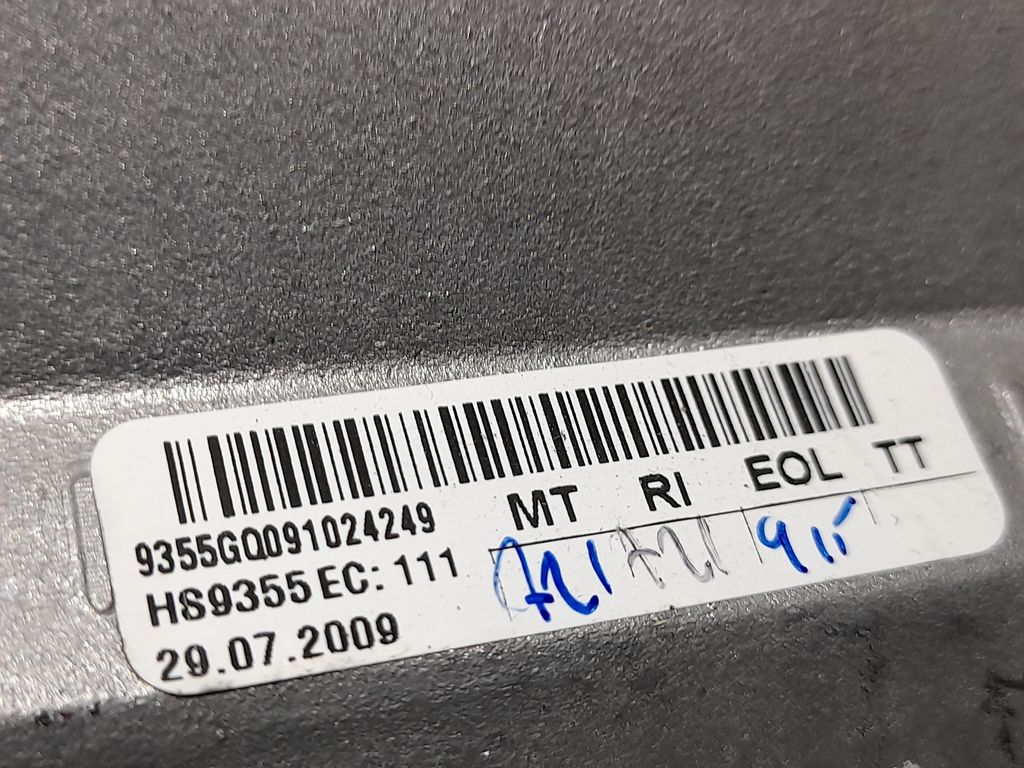 9355GQ091024249
HS9355 EC: 111
29.07.2009
MT RI EOL TT